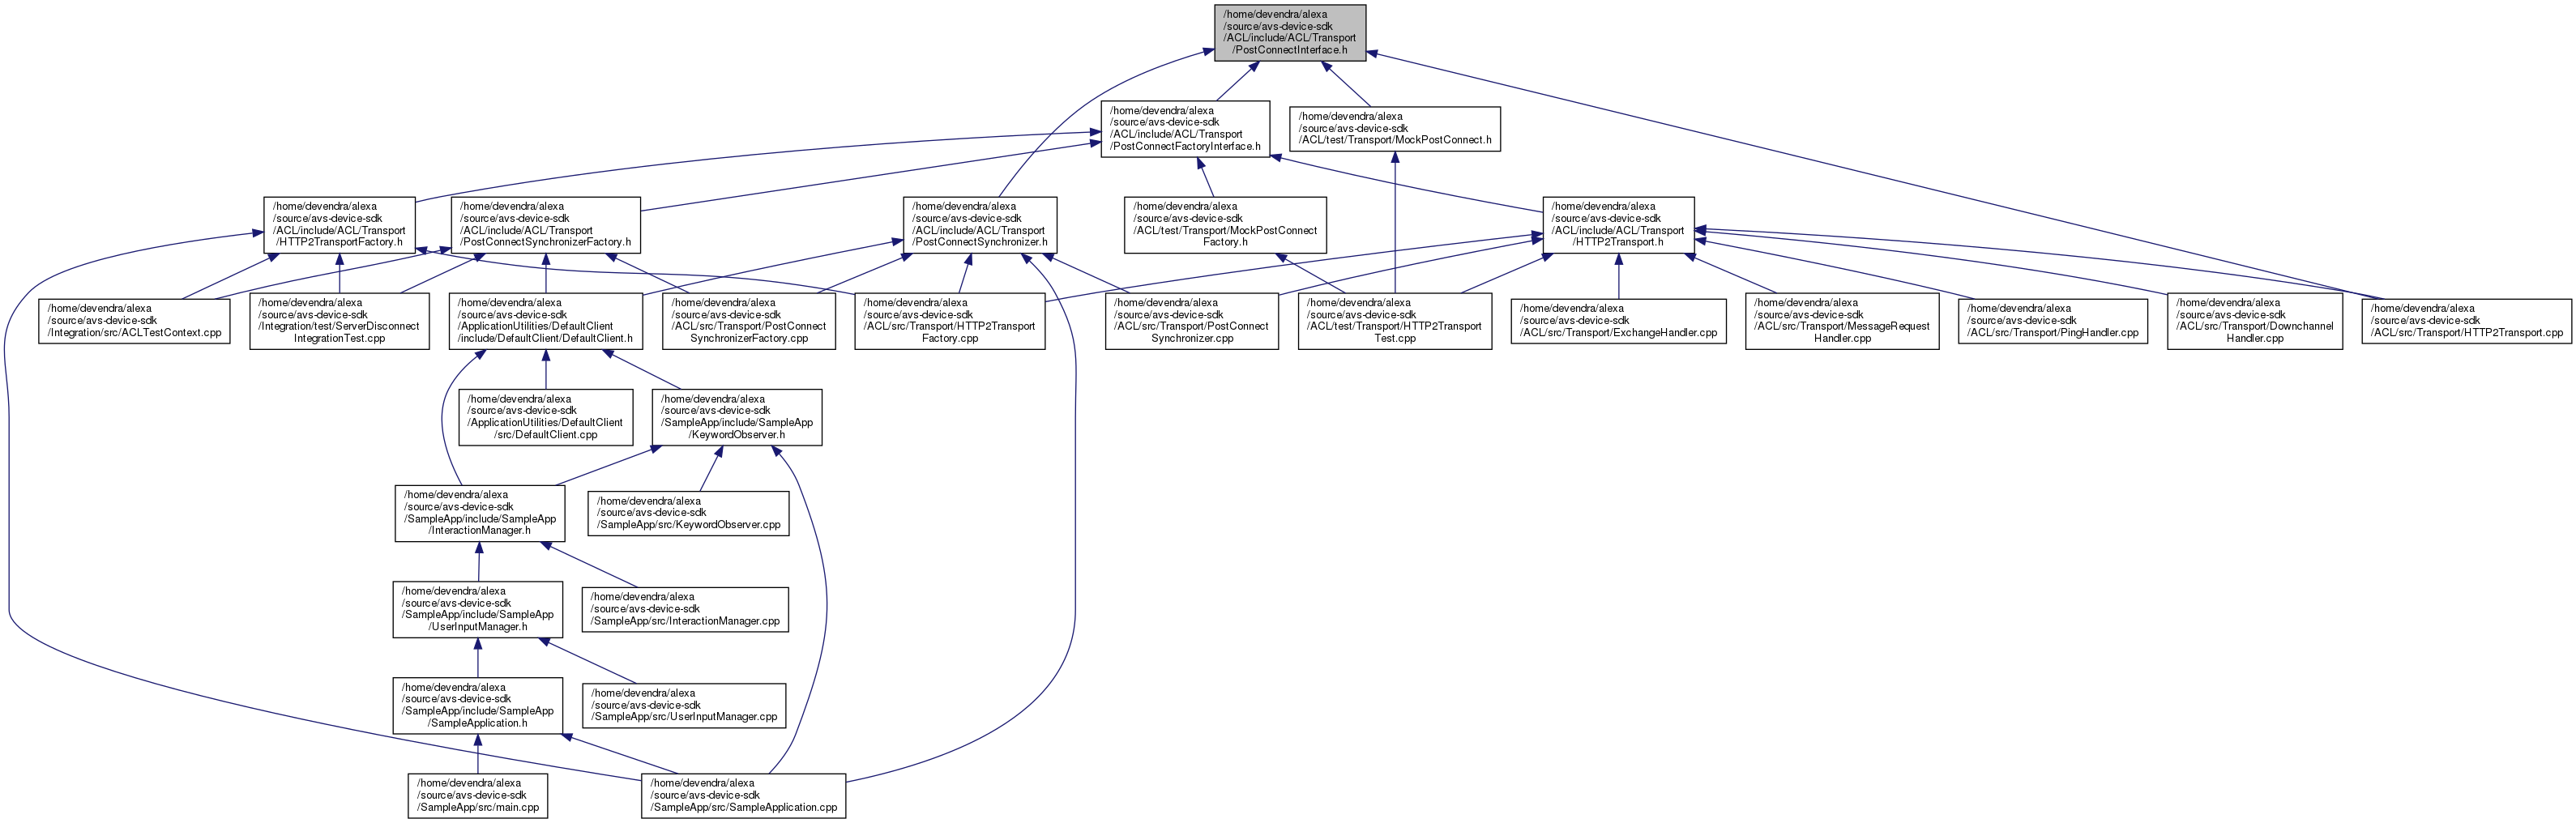 /home/devendra/alexa
/source/avs-device-sdk
/ACL/include/ACL/Transport
/PostConnectInterface.h
/home/devendra/alexa
/source/avs-device-sdk
/ACL/include/ACL/Transport
/PostConnectFactoryInterface.h
/home/devendra/alexa
/source/avs-device-sdk
/ACL/test/Transport/MockPostConnect.h
/home/devendra/alexa
/source/avs-device-sdk
/ACL/include/ACL/Transport
/HTTP2TransportFactory.h
/home/devendra/alexa
/source/avs-device-sdk
/ACL/include/ACL/Transport
/PostConnectSynchronizerFactory.h
/home/devendra/alexa
/source/avs-device-sdk
/ACL/include/ACL/Transport
/PostConnectSynchronizer.h
/home/devendra/alexa
/source/avs-device-sdk
/ACL/test/Transport/MockPostConnect
Factory.h
/home/devendra/alexa
/source/avs-device-sdk
/ACL/include/ACL/Transport
/HTTP2Transport.h
/home/devendra/alexa
/source/avs-device-sdk
/Integration/src/ACLTestContext.cpp
/home/devendra/alexa
/source/avs-device-sdk
/Integration/test/ServerDisconnect
IntegrationTest.cpp
/home/devendra/alexa
/source/avs-device-sdk
/ApplicationUtilities/DefaultClient
/include/DefaultClient/DefaultClient.h
/home/devendra/alexa
/source/avs-device-sdk
/ACL/src/Transport/PostConnect
SynchronizerFactory.cpp
/home/devendra/alexa
/source/avs-device-sdk
/ACL/src/Transport/HTTP2Transport
Factory.cpp
/home/devendra/alexa
/source/avs-device-sdk
/ACL/src/Transport/PostConnect
Synchronizer.cpp
/home/devendra/alexa
/source/avs-device-sdk
/ACL/test/Transport/HTTP2Transport
Test.cpp
/home/devendra/alexa
/source/avs-device-sdk
/ACL/src/Transport/ExchangeHandler.cpp
/home/devendra/alexa
/source/avs-device-sdk
/ACL/src/Transport/MessageRequest
Handler.cpp
/home/devendra/alexa
/source/avs-device-sdk
/ACL/src/Transport/PingHandler.cpp
/home/devendra/alexa
/source/avs-device-sdk
/ACL/src/Transport/Downchannel
Handler.cpp
/home/devendra/alexa
/source/avs-device-sdk
/ACL/src/Transport/HTTP2Transport.cpp
/home/devendra/alexa
/source/avs-device-sdk
/ApplicationUtilities/DefaultClient
/src/DefaultClient.cpp
/home/devendra/alexa
/source/avs-device-sdk
/SampleApp/include/SampleApp
/KeywordObserver.h
/home/devendra/alexa
/source/avs-device-sdk
/SampleApp/include/SampleApp
/InteractionManager.h
/home/devendra/alexa
/source/avs-device-sdk
/SampleApp/src/KeywordObserver.cpp
/home/devendra/alexa
/source/avs-device-sdk
/SampleApp/include/SampleApp
/UserInputManager.h
/home/devendra/alexa
/source/avs-device-sdk
/SampleApp/src/InteractionManager.cpp
/home/devendra/alexa
/source/avs-device-sdk
/SampleApp/include/SampleApp
/SampleApplication.h
/home/devendra/alexa
/source/avs-device-sdk
/SampleApp/src/UserInputManager.cpp
/home/devendra/alexa
/source/avs-device-sdk
/SampleApp/src/main.cpp
/home/devendra/alexa
/source/avs-device-sdk
/SampleApp/src/SampleApplication.cpp